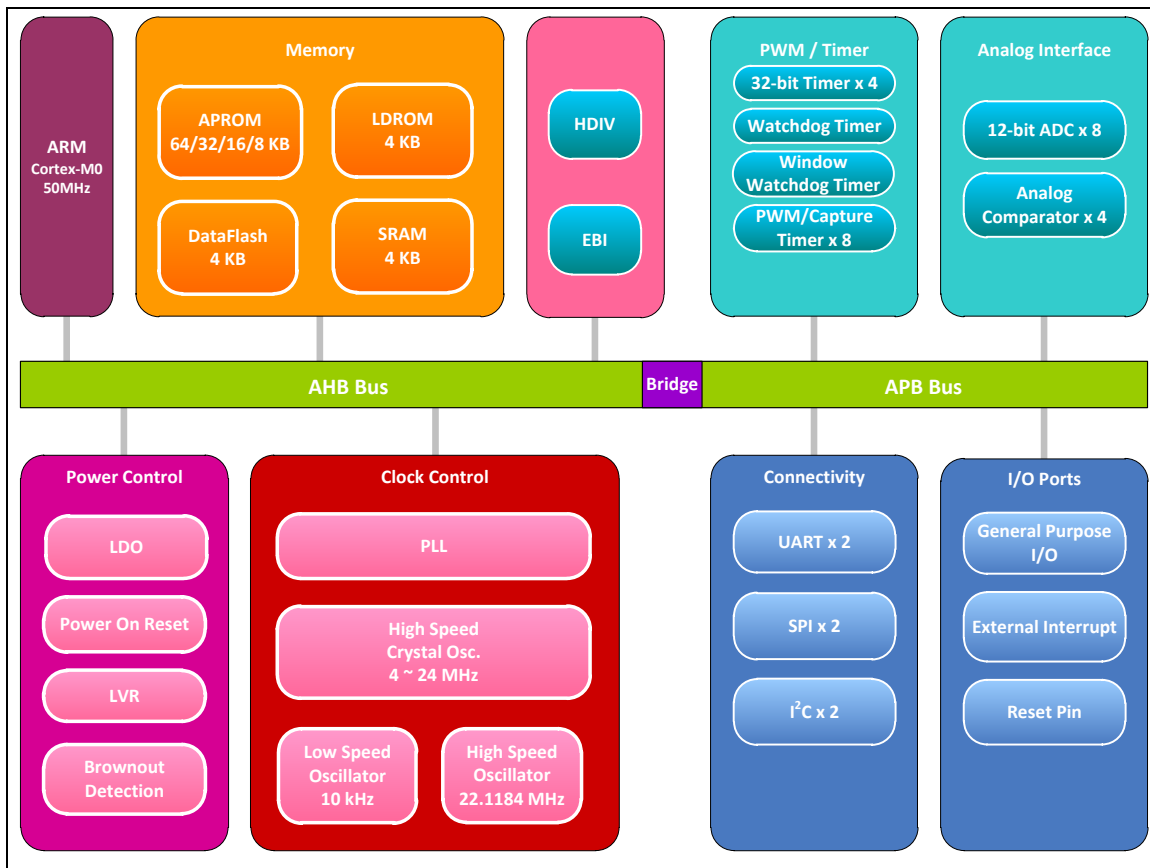 ARM
Cortex-M0
50MHz
Memory
APROM
64/32/16/8 KB
LDROM
4 KB
DataFlash
4 KB
SRAM
4 KB
HDIV
EBI
PWM / Timer
32-bit Timer x 4
Watchdog Timer
Window
Watchdog Timer
PWM/Capture
Timer x 8
Analog Interface
12-bit ADC x 8
Analog
Comparator x 4
AHB Bus
Bridge
APB Bus
Power Control
LDO
Power On Reset
LVR
Brownout
Detection
Clock Control
PLL
High Speed
Crystal Osc.
4 ~ 24 MHz
Low Speed
Oscillator
10 kHz
High Speed
Oscillator
22.1184 MHz
Connectivity
UART x 2
SPI x 2
I²C x 2
I/O Ports
General Purpose
I/O
External Interrupt
Reset Pin